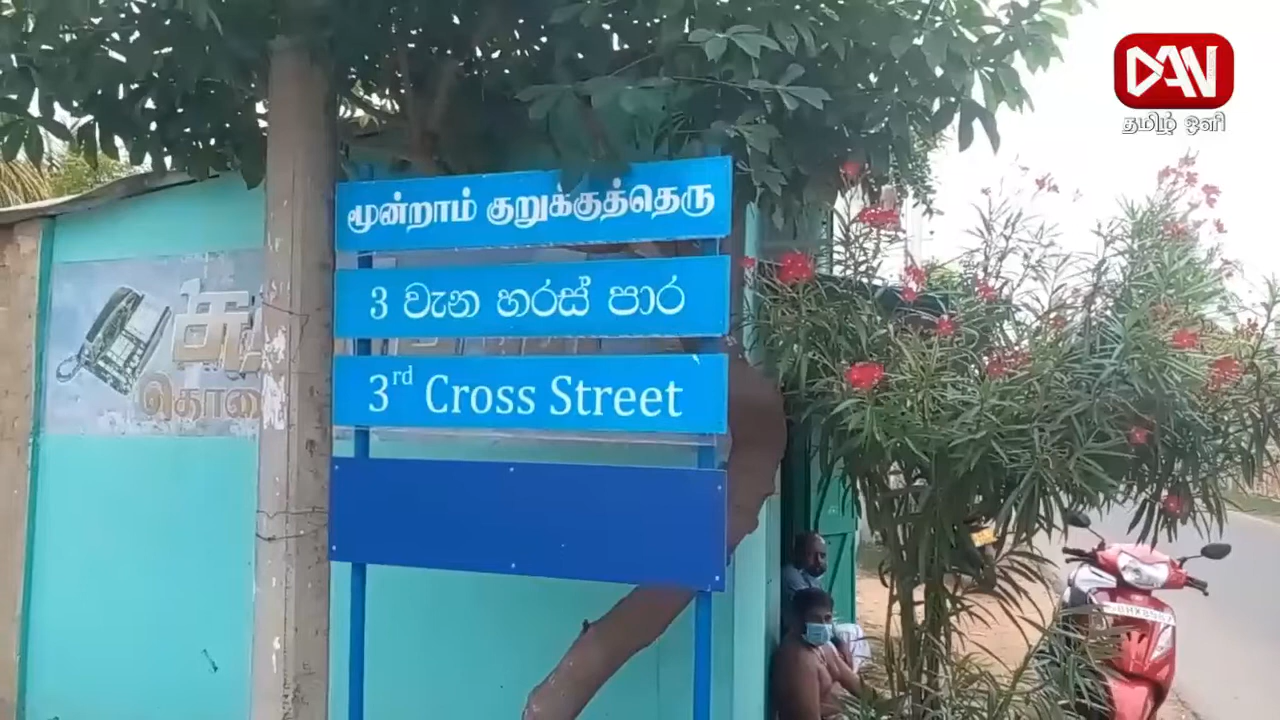 DAN
தமிழ் ஒளி
மூன்றாம் குறுக்குத்தெரு
3 වැන හරස් පාර
3rd Cross Street